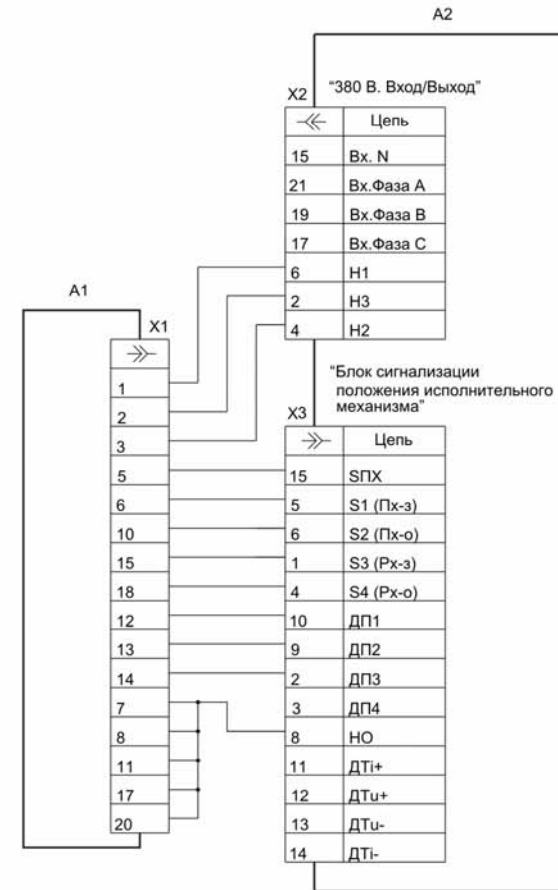 A2
"380 В. Вход/Выход"
X2
Цепь
15 Вх. N
21 Вх.Фаза А
19 Вх.Фаза В
17 Вх.Фаза С
6 Н1
2 Н3
4 Н2
A1
X1
1
2
3
5
6
10
15
18
12
13
14
7
8
11
17
20
"Блок сигнализации
положения исполнительного
механизма"
X3
Цепь
15 SПХ
5 S1 (Пх-з)
6 S2 (Пх-о)
1 S3 (Рх-з)
4 S4 (Рх-о)
10 ДП1
9 ДП2
2 ДП3
3 ДП4
8 НО
11 ДТi+
12 ДТu+
13 ДТu-
14 ДТi-